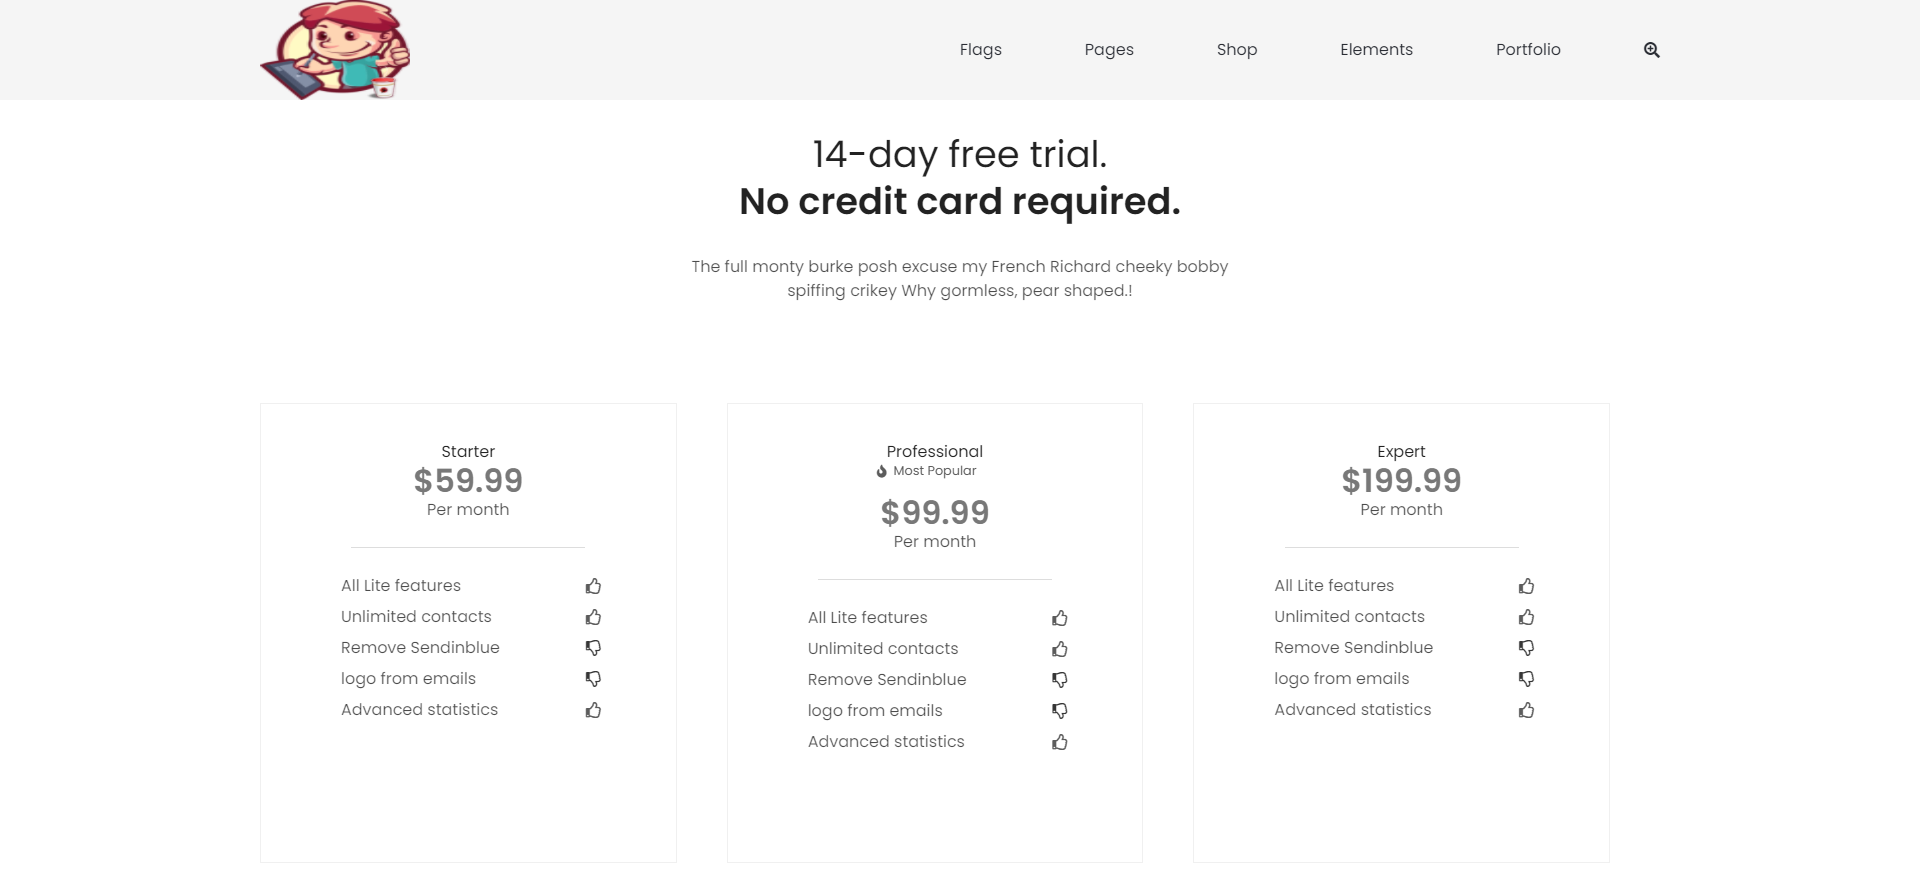 Flags
Pages
Shop
Elements
Portfolio
14-day free trial.
No credit card required.
The full monty burke posh excuse my French Richard cheeky bobby
spiffing crikey Why gormless, pear shaped.!
Starter
$59.99
Per month
All Lite features
Unlimited contacts
Remove Sendinblue
logo from emails
Advanced statistics
Professional
Most Popular
$99.99
Per month
All Lite features
Unlimited contacts
Remove Sendinblue
logo from emails
Advanced statistics
Expert
$199.99
Per month
All Lite features
Unlimited contacts
Remove Sendinblue
logo from emails
Advanced statistics